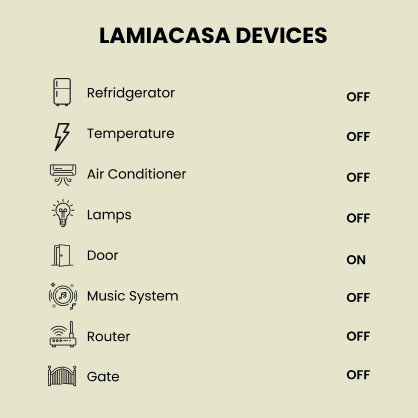 LAMIACASA DEVICES
Refridgerator OFF
Temperature OFF
Air Conditioner OFF
Lamps OFF
Door ON
Music System OFF
Router OFF
Gate OFF